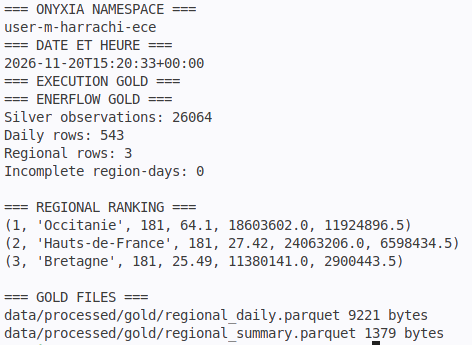 === ONYXIA NAMESPACE ===
user-m-harrachi-ece
=== DATE ET HEURE ===
2026-11-20T15:20:33+00:00
=== EXECUTION GOLD ===
=== ENERFLOW GOLD ===
Silver observations: 26064
Daily rows: 543
Regional rows: 3
Incomplete region-days: 0
=== REGIONAL RANKING ===
(1, 'Occitanie', 181, 64.1, 18603602.0, 11924896.5)
(2, 'Hauts-de-France', 181, 27.42, 24063206.0, 6598434.5)
(3, 'Bretagne', 181, 25.49, 11380141.0, 2900443.5)
=== GOLD FILES ===
data/processed/gold/regional_daily.parquet 9221 bytes
data/processed/gold/regional_summary.parquet 1379 bytes